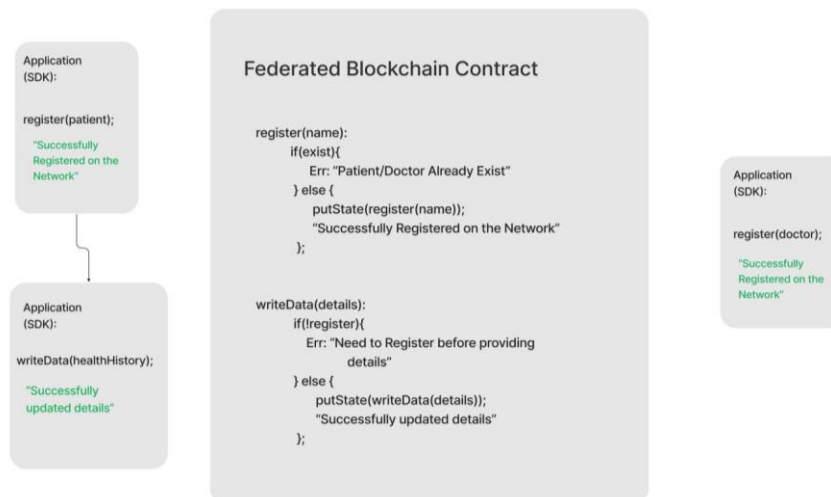 Application
(SDK):
register(patient);
"Successfully
Registered on the
Network"
Application
(SDK):
writeData(healthHistory);
"Successfully
updated details"
Federated Blockchain Contract
register(name):
if(exist){
Err: "Patient/Doctor Already Exist"
} else {
putState(register(name));
"Successfully Registered on the Network"
};
writeData(details):
if(!register){
Err: "Need to Register before providing
details"
} else {
putState(writeData(details));
"Successfully updated details"
};
Application
(SDK):
register(doctor);
"Successfully
Registered on the
Network"